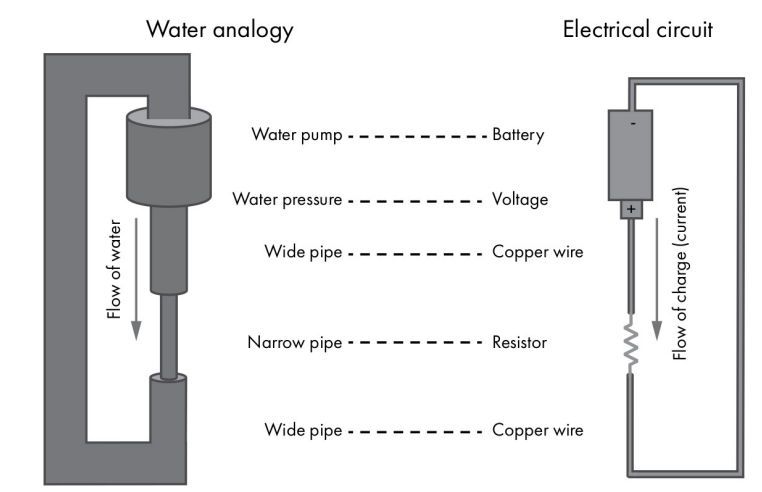 Water analogy
Electrical circuit
Water pump
Battery
-
+
Water pressure
Voltage
Flow of water
Flow of charge (current)
Wide pipe
Copper wire
Narrow pipe
Resistor
Wide pipe
Copper wire